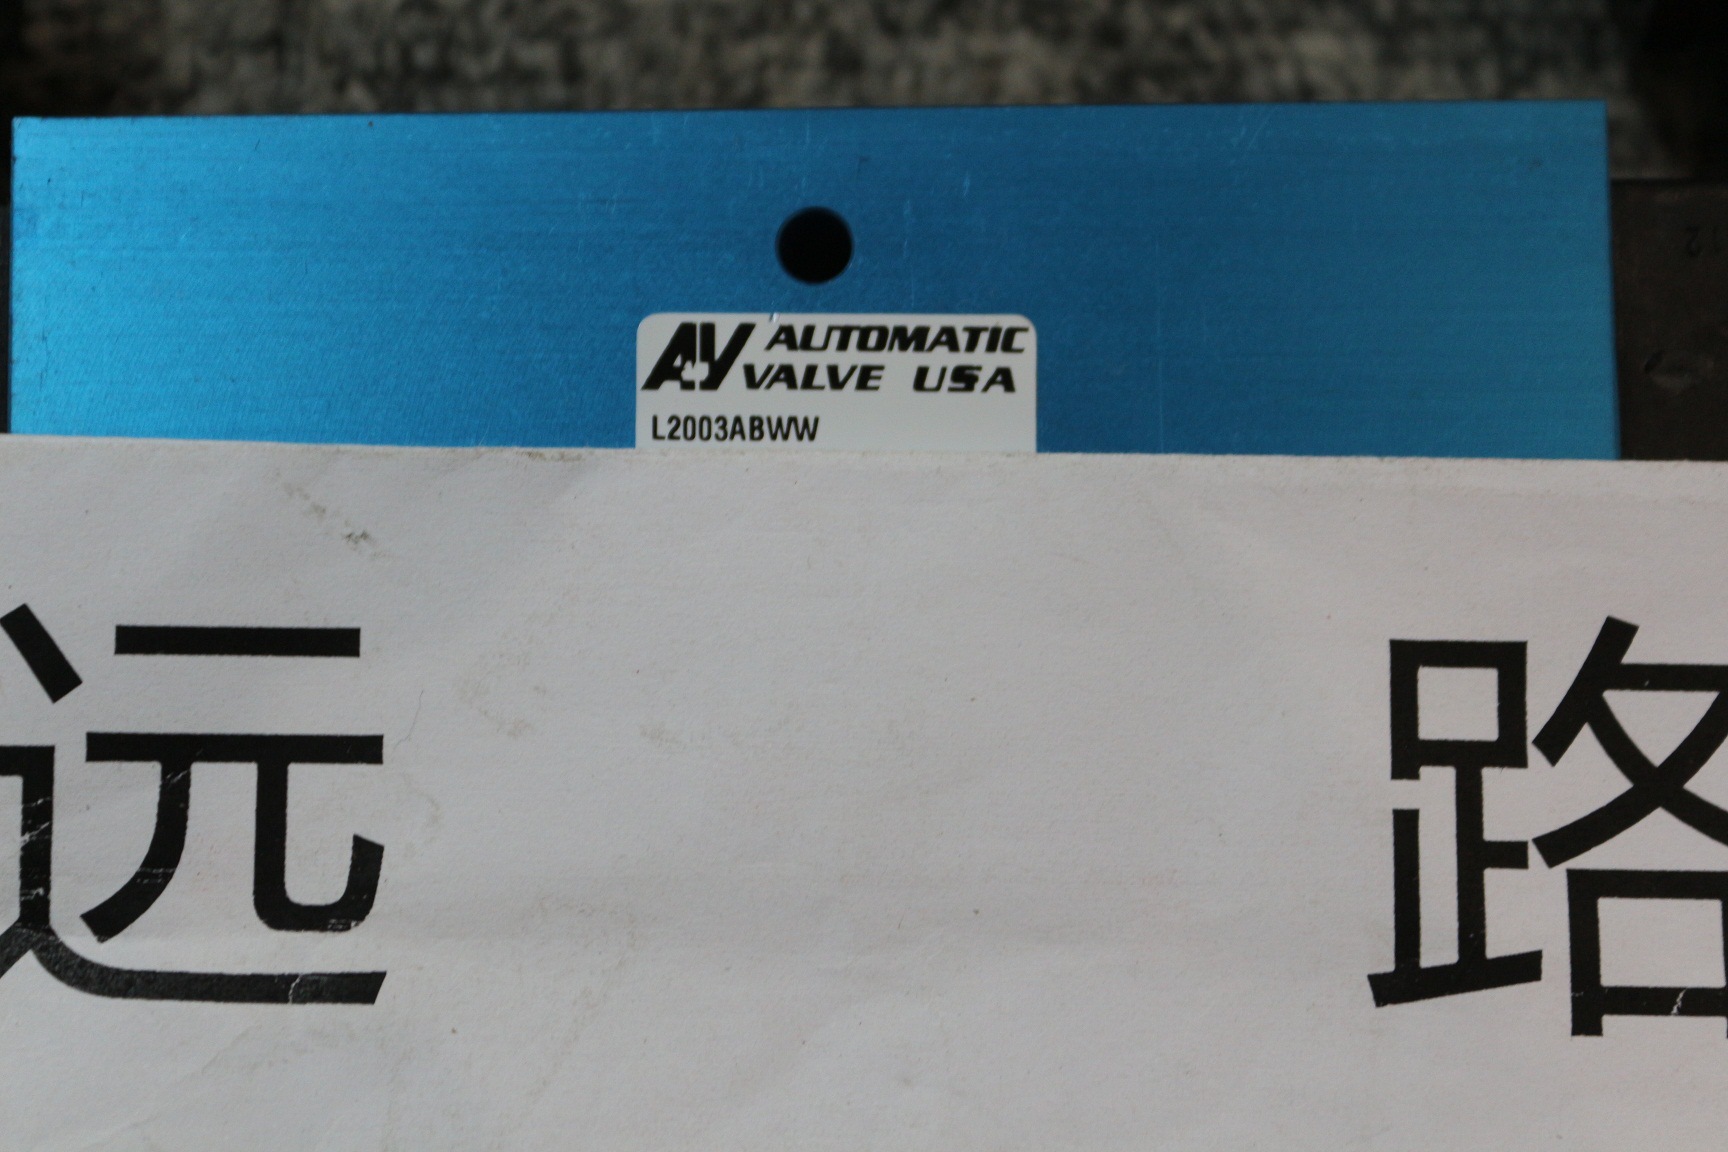 AV AUTOMATIC
VALVE USA
L2003ABWW
远 路